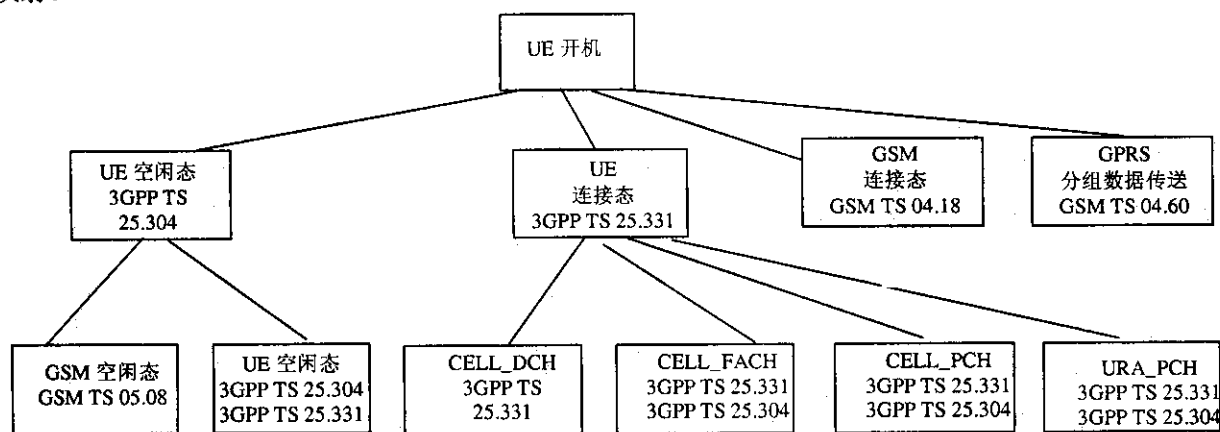 UE 开机
UE 空闲态
3GPP TS
25.304
UE
连接态
3GPP TS 25.331
GSM
连接态
GSM TS 04.18
GPRS
分组数据传送
GSM TS 04.60
GSM 空闲态
GSM TS 05.08
UE 空闲态
3GPP TS 25.304
3GPP TS 25.331
CELL_DCH
3GPP TS
25.331
CELL_FACH
3GPP TS 25.331
3GPP TS 25.304
CELL_PCH
3GPP TS 25.331
3GPP TS 25.304
URA_PCH
3GPP TS 25.331
3GPP TS 25.304